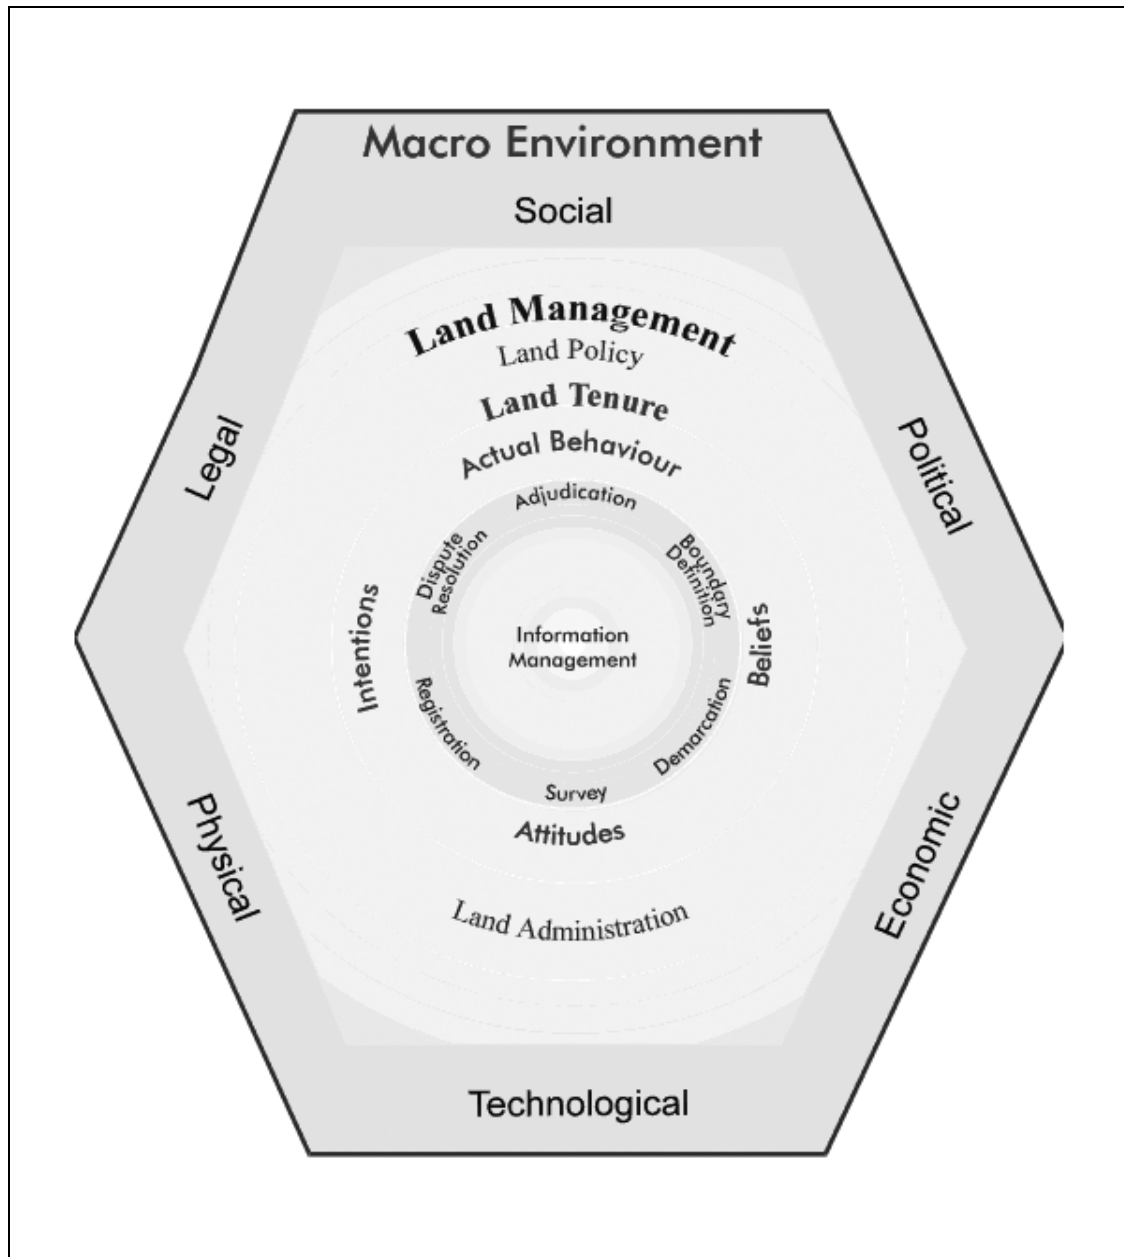 Macro Environment
Social
Land Management
Land Policy
Land Tenure
Actual Behaviour
Adjudication
Legal
Political
Dispute
Resolution
Boundary
Definition
Intentions
Information
Management
Beliefs
Registration
Demarcation
Survey
Attitudes
Physical
Economic
Land Administration
Technological